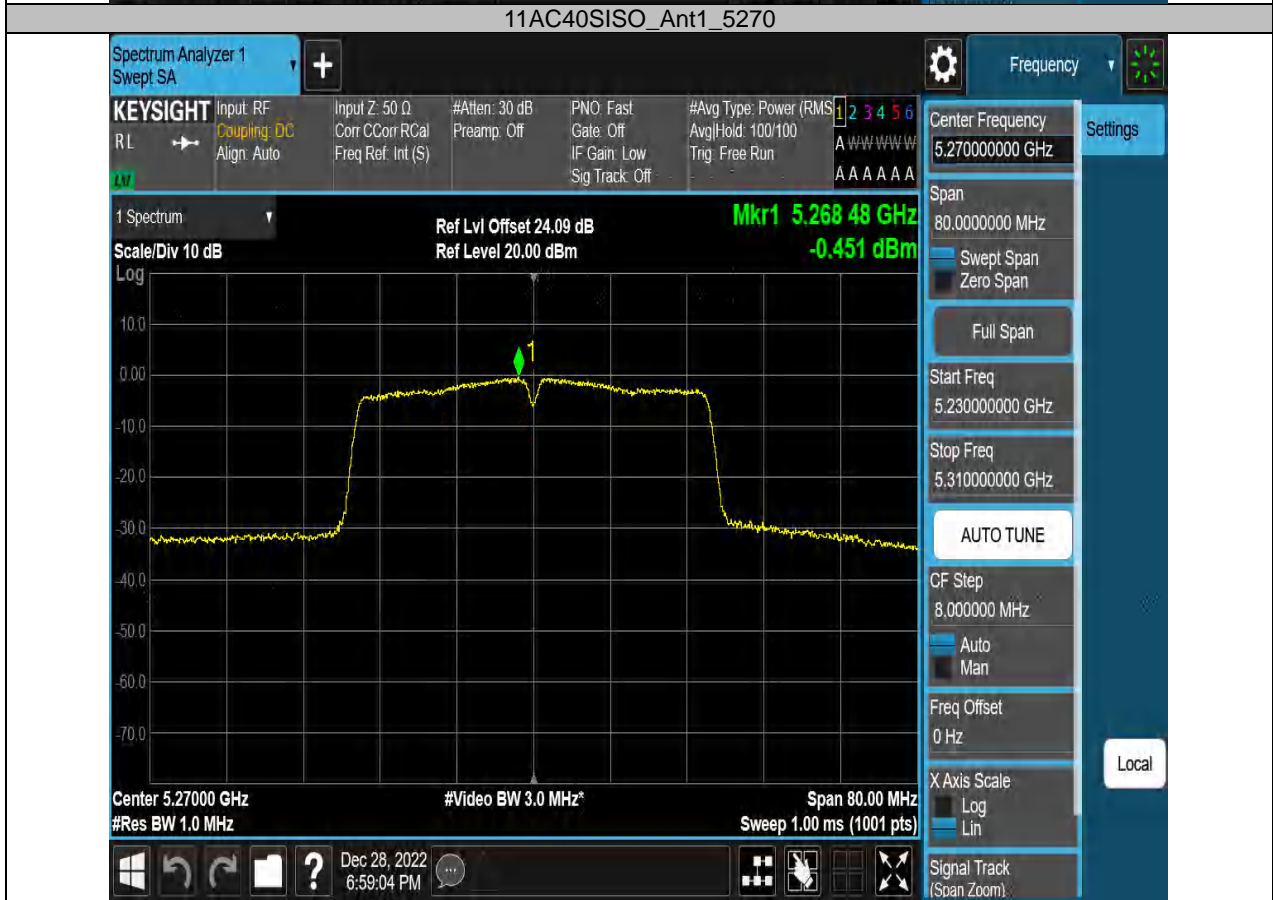 11AC40SISO_Ant1_5270
Spectrum Analyzer 1
Swept SA
Frequency
KEYSIGHT
RL
Input: RF
Coupling: DC
Align: Auto
Input Z: 50 Ω
Corr CCorr RCal
Freq Ref: Int (S)
#Atten: 30 dB
Preamp: Off
PNO: Fast
Gate: Off
IF Gain: Low
Sig Track: Off
#Avg Type: Power (RMS
Avg|Hold: 100/100
Trig: Free Run
1 2 3 4 5 6
A W W W W W
A A A A A A
1 Spectrum
Scale/Div 10 dB
Ref Lvl Offset 24.09 dB
Ref Level 20.00 dBm
Mkr1 5.268 48 GHz
-0.451 dBm
Log
10.0
0.00
-10.0
-20.0
-30.0
-40.0
-50.0
-60.0
-70.0
1
Center 5.27000 GHz
#Video BW 3.0 MHz*
Span 80.00 MHz
#Res BW 1.0 MHz
Sweep 1.00 ms (1001 pts)
Dec 28, 2022
6:59:04 PM
Center Frequency
5.270000000 GHz
Settings
Span
80.0000000 MHz
Swept Span
Zero Span
Full Span
Start Freq
5.230000000 GHz
Stop Freq
5.310000000 GHz
AUTO TUNE
CF Step
8.000000 MHz
Auto
Man
Freq Offset
0 Hz
X Axis Scale
Log
Lin
Local
Signal Track
(Span Zoom)